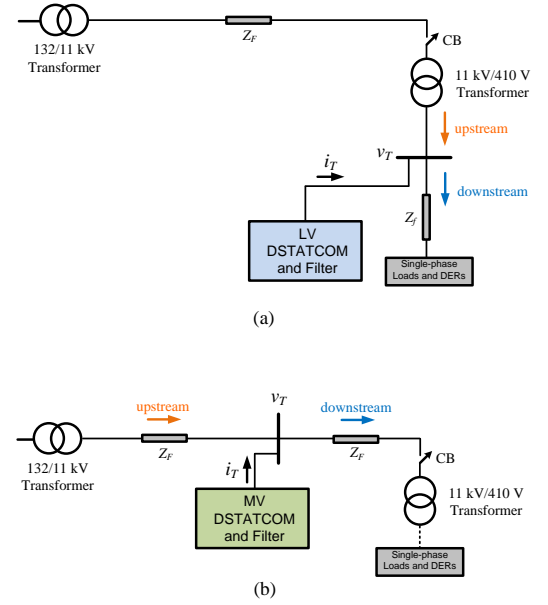 Z_F
CB
132/11 kV
Transformer
11 kV/410 V
Transformer
upstream
v_T
i_T
downstream
Z_f
LV
DSTATCOM
and Filter
Single-phase
Loads and DERs
(a)
upstream
v_T
downstream
Z_F
Z_F
CB
132/11 kV
Transformer
i_T
11 kV/410 V
Transformer
MV
DSTATCOM
and Filter
Single-phase
Loads and DERs
(b)